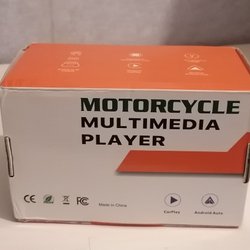 MOTORCYCLE
MULTIMEDIA
PLAYER
CE FC Made in China
CarPlay Android Auto